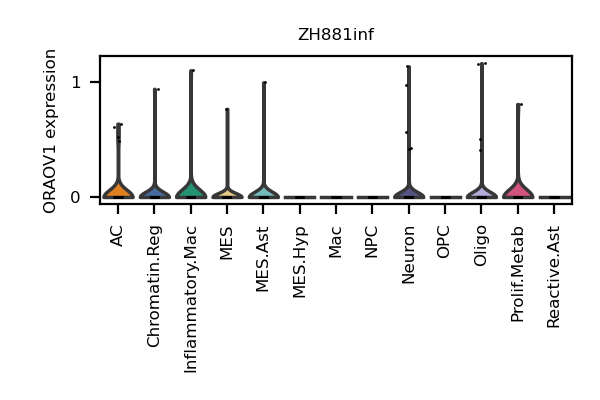 ZH881inf
ORAOV1 expression
1
0
AC
Chromatin.Reg
Inflammatory.Mac
MES
MES.Ast
MES.Hyp
Mac
NPC
Neuron
OPC
Oligo
Prolif.Metab
Reactive.Ast